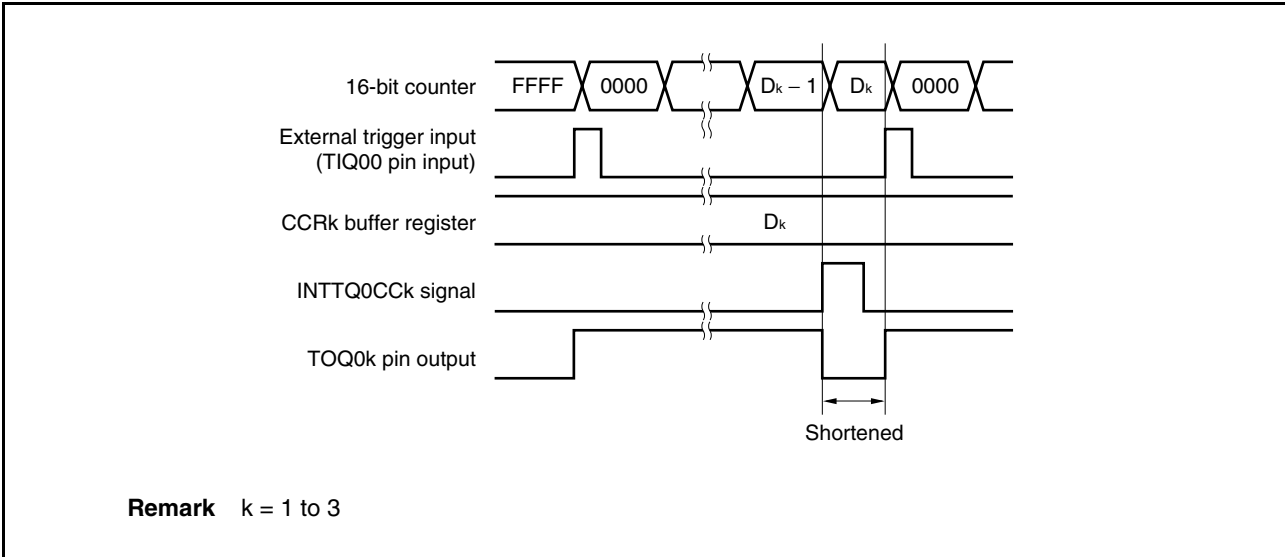 16-bit counter FFFF 0000 Dk − 1 Dk 0000
External trigger input
(TIQ00 pin input)
CCRk buffer register Dk
INTTQ0CCk signal
TOQ0k pin output
Shortened
Remark k = 1 to 3